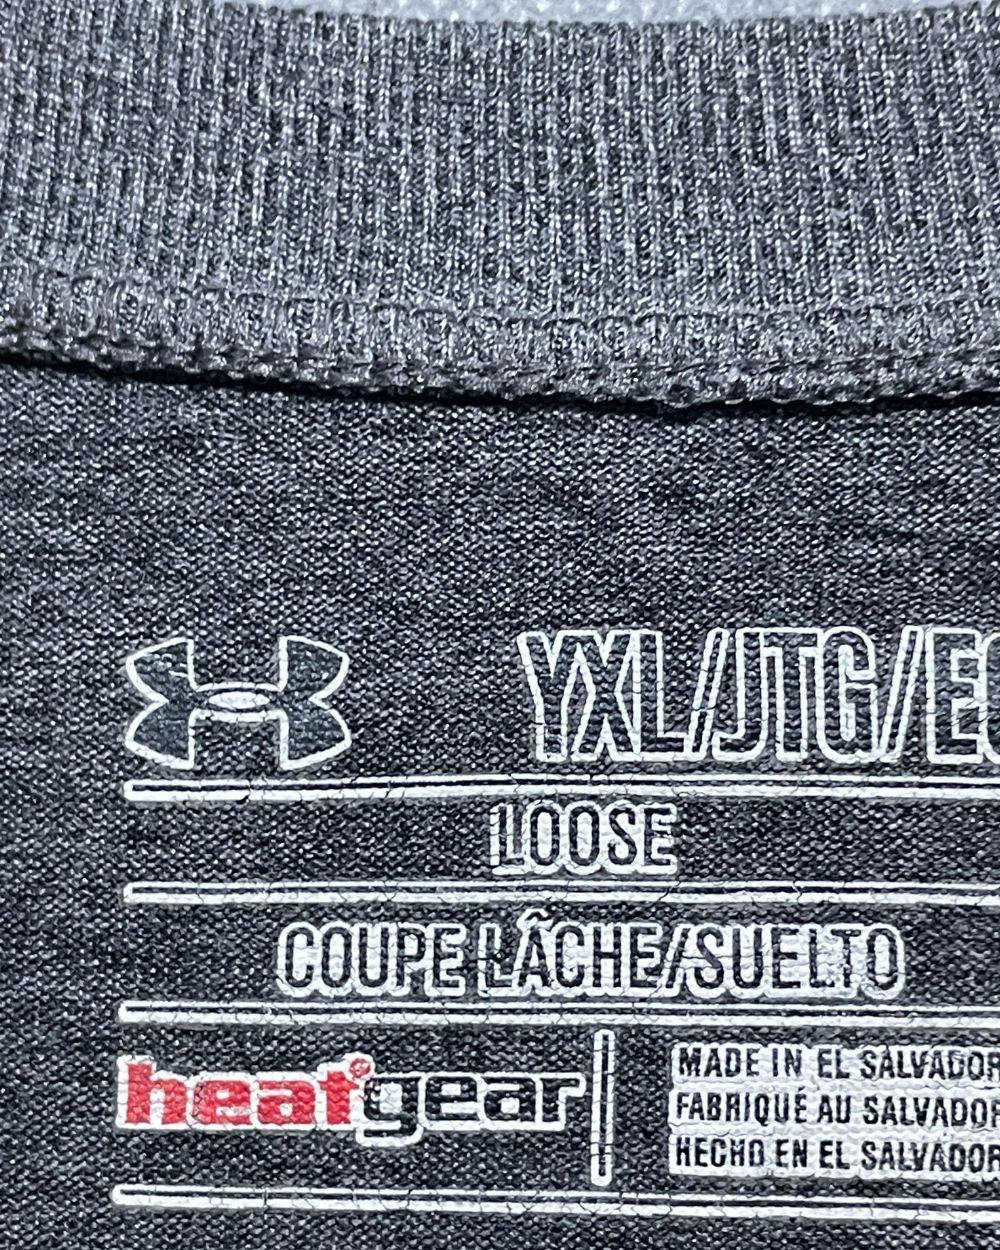 YXL/JTG/E
LOOSE
COUPE LÂCHE/SUELTO
heatgear
MADE IN EL SALVADOR
FABRIQUÉ AU SALVADOR
HECHO EN EL SALVADOR